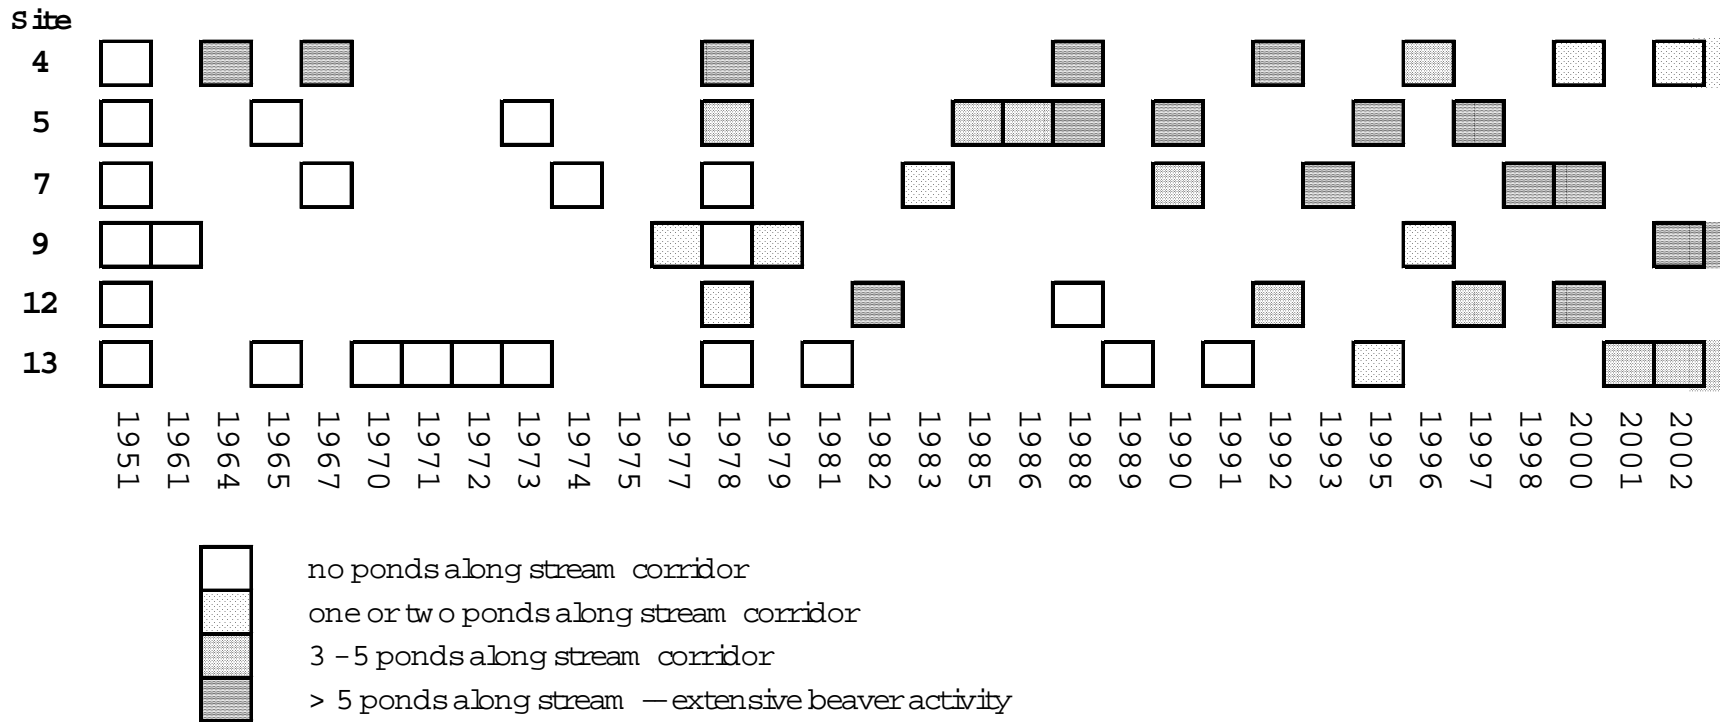 Site
4
5
7
9
12
13
1951 1961 1964 1965 1967 1970 1971 1972 1973 1974 1975 1977 1978 1979 1981 1982 1983 1985 1986 1988 1989 1990 1991 1992 1993 1995 1996 1997 1998 2000 2001 2002
no ponds along stream corridor
one or two ponds along stream corridor
3 – 5 ponds along stream corridor
> 5 ponds along stream — extensive beaver activity